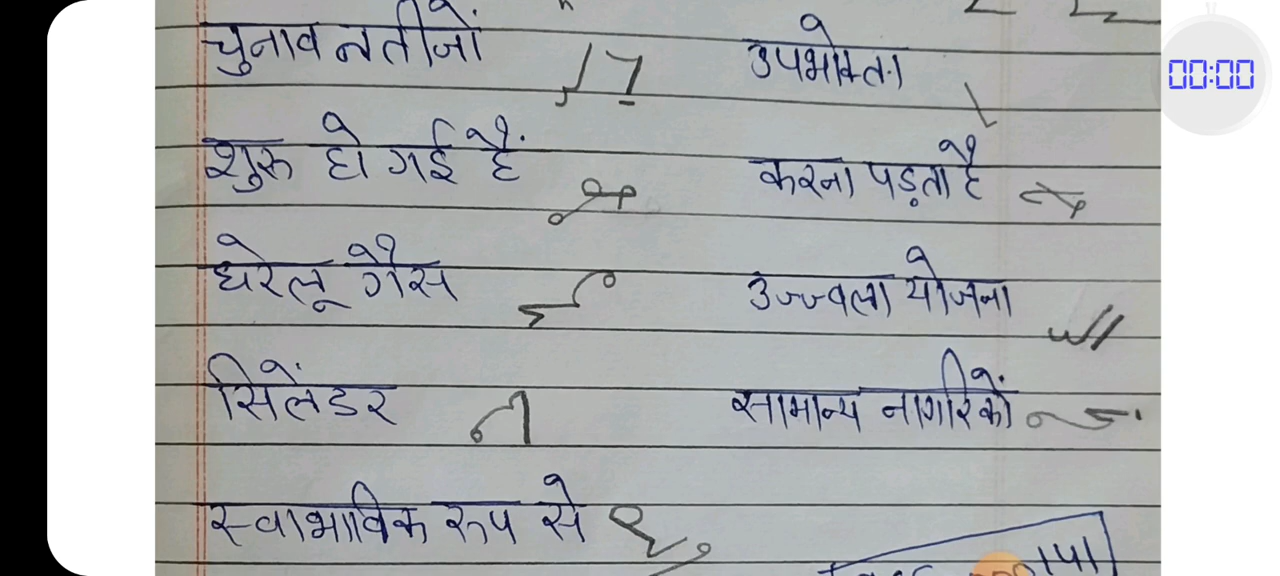 चुनाव नतीजों
उपभोक्ता
शुरू हो गई हैं
करना पड़ता है
घरेलू गैस
उज्ज्वला योजना
सिलेंडर
सामान्य नागरिकों
स्वाभाविक रूप से
00:00